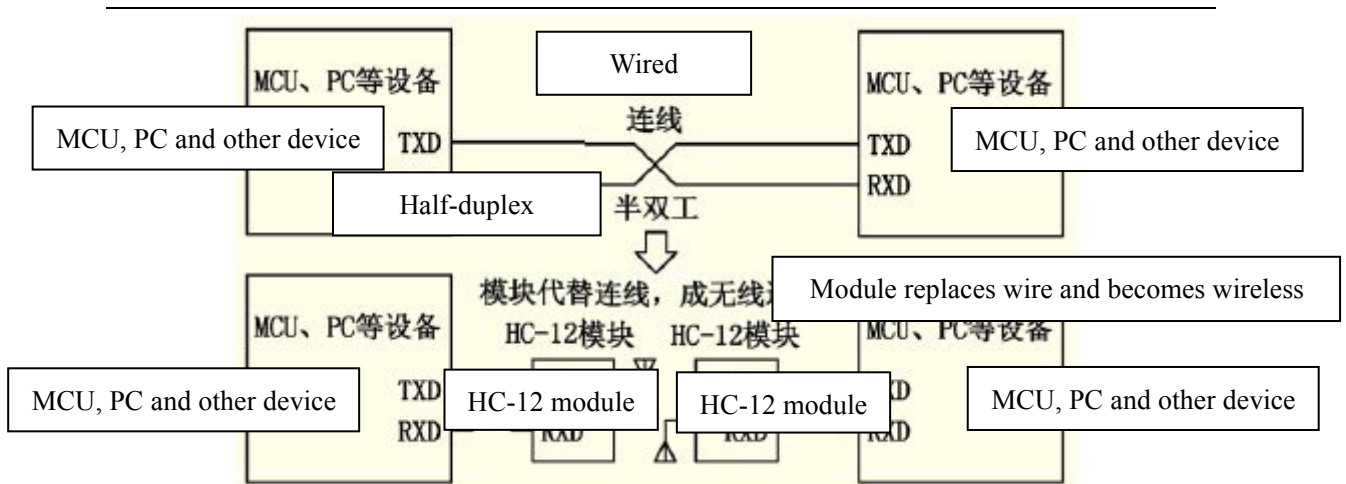 Wired
MCU、PC等设备
MCU、PC等设备
连线
MCU, PC and other device
TXD
TXD
MCU, PC and other device
RXD
Half-duplex
半双工
模块代替连线，成无线
Module replaces wire and becomes wireless
MCU、PC等设备
HC-12模块
HC-12模块
MCU、PC等设备
MCU, PC and other device
TXD
HC-12 module
HC-12 module
MCU, PC and other device
RXD
RXD
RXD
RXD